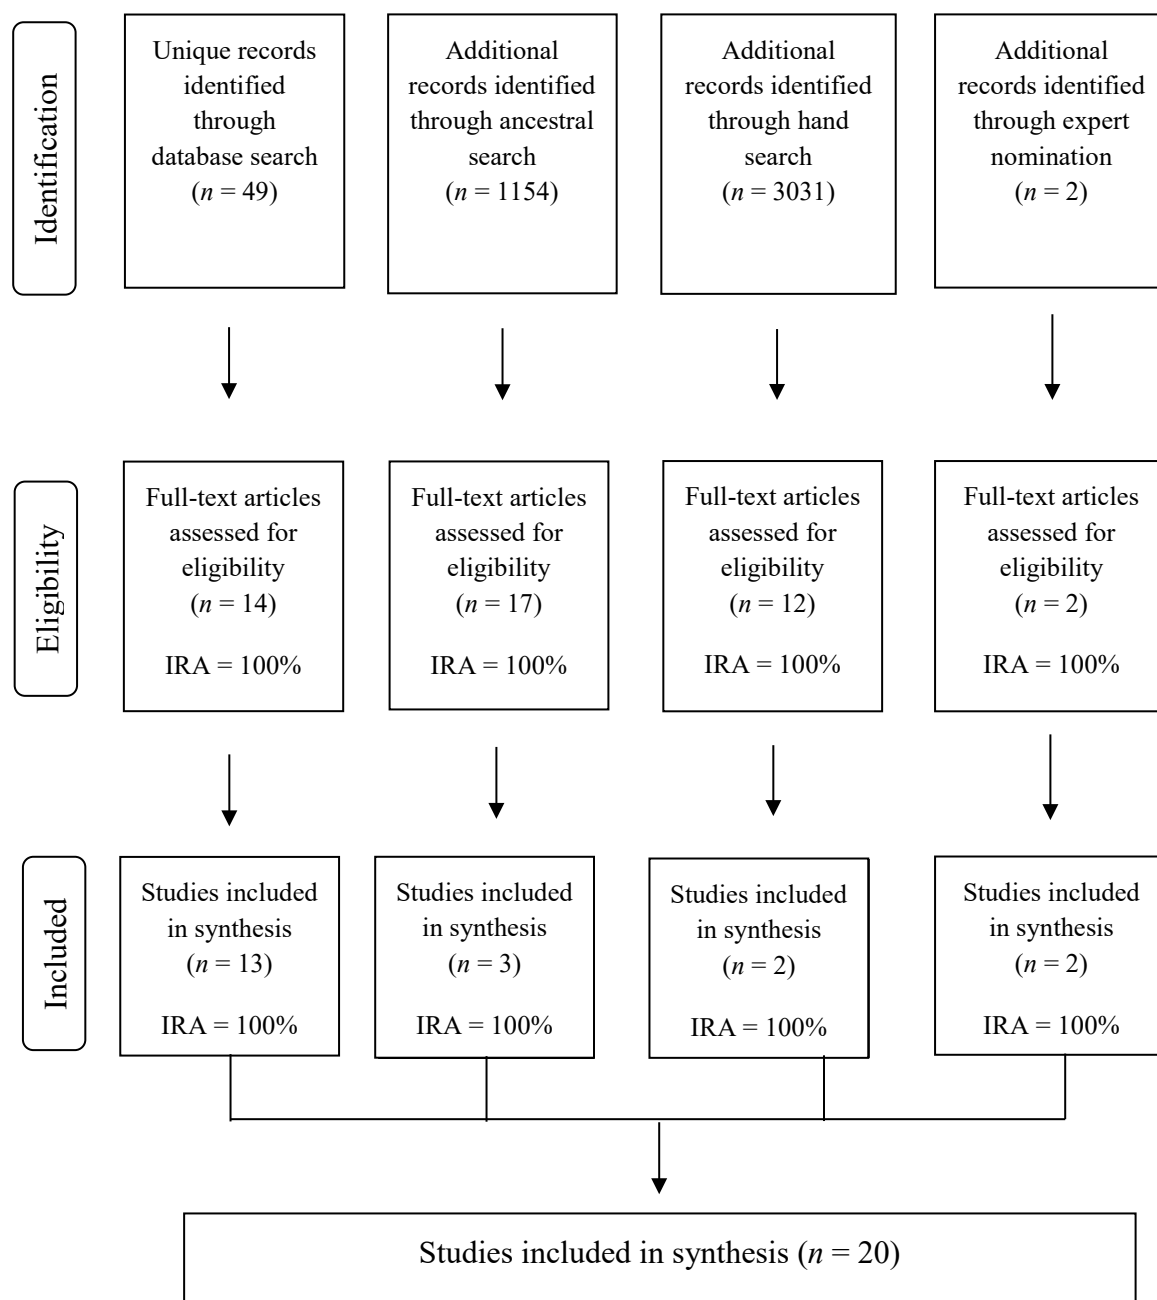 Identification
Unique records
identified
through
database search
(n = 49)
Additional
records identified
through ancestral
search
(n = 1154)
Additional
records identified
through hand
search
(n = 3031)
Additional
records identified
through expert
nomination
(n = 2)
Eligibility
Full-text articles
assessed for
eligibility
(n = 14)
IRA = 100%
Full-text articles
assessed for
eligibility
(n = 17)
IRA = 100%
Full-text articles
assessed for
eligibility
(n = 12)
IRA = 100%
Full-text articles
assessed for
eligibility
(n = 2)
IRA = 100%
Included
Studies included
in synthesis
(n = 13)
IRA = 100%
Studies included
in synthesis
(n = 3)
IRA = 100%
Studies included
in synthesis
(n = 2)
IRA = 100%
Studies included
in synthesis
(n = 2)
IRA = 100%
Studies included in synthesis (n = 20)